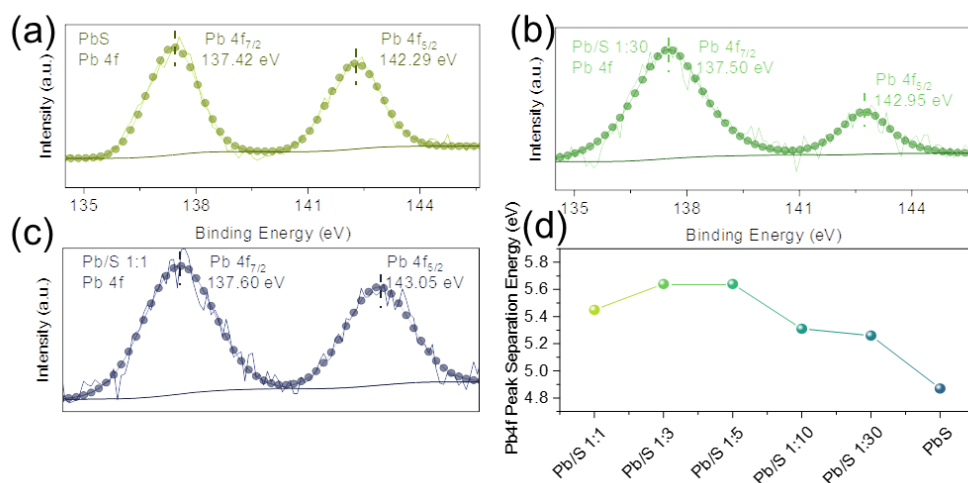 (a)
PbS
Pb 4f
Pb 4f7/2
137.42 eV
Pb 4f5/2
142.29 eV
Intensity (a.u.)
135
138
141
144
Binding Energy (eV)
(b)
Pb/S 1:30
Pb 4f
Pb 4f7/2
137.50 eV
Pb 4f5/2
142.95 eV
Intensity (a.u.)
135
138
141
144
Binding Energy (eV)
(c)
Pb/S 1:1
Pb 4f
Pb 4f7/2
137.60 eV
Pb 4f5/2
143.05 eV
Intensity (a.u.)
135
138
141
144
(d)
Pb4f Peak Separation Energy (eV)
5.8
5.6
5.4
5.2
5.0
4.8
Pb/S 1:1
Pb/S 1:3
Pb/S 1:5
Pb/S 1:10
Pb/S 1:30
PbS